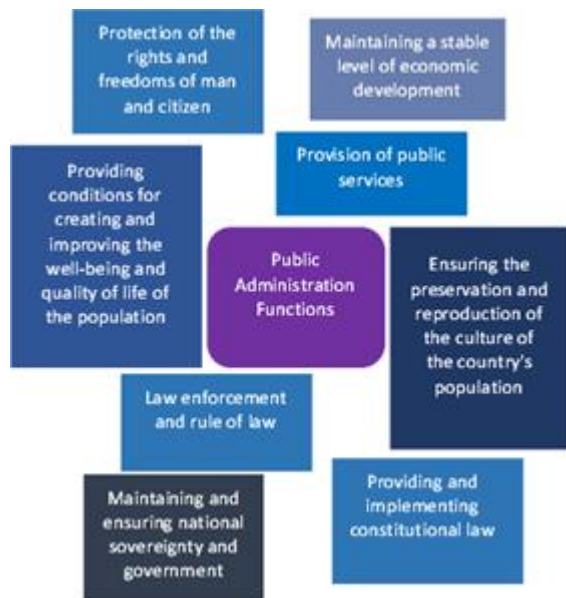 Protection of the
rights and
freedoms of man
and citizen
Maintaining a stable
level of economic
development
Provision of public
services
Providing
conditions for
creating and
improving the
well-being and
quality of life of
the population
Public
Administration
Functions
Ensuring the
preservation and
reproduction of
the culture of
the country's
population
Law enforcement
and rule of law
Maintaining and
ensuring national
sovereignty and
government
Providing and
implementing
constitutional law